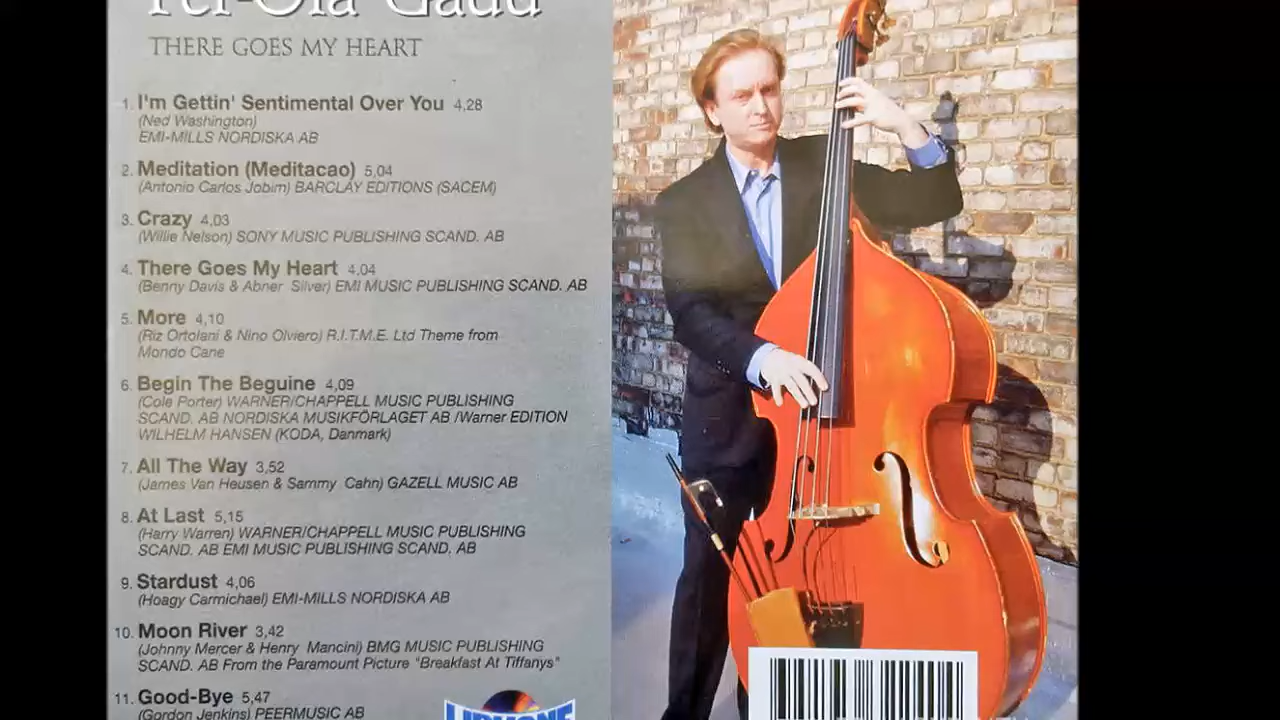 Per-Ola Gadd
THERE GOES MY HEART
1. I'm Gettin' Sentimental Over You 4,28
(Ned Washington)
EMI-MILLS NORDISKA AB
2. Meditation (Meditacao) 5,04
(Antonio Carlos Jobim) BARCLAY EDITIONS (SACEM)
3. Crazy 4,03
(Willie Nelson) SONY MUSIC PUBLISHING SCAND. AB
4. There Goes My Heart 4,04
(Benny Davis & Abner Silver) EMI MUSIC PUBLISHING SCAND. AB
5. More 4,10
(Riz Ortolani & Nino Olviero) R.I.T.M.E. Ltd Theme from
Mondo Cane
6. Begin The Beguine 4,09
(Cole Porter) WARNER/CHAPPELL MUSIC PUBLISHING
SCAND. AB NORDISKA MUSIKFÖRLAGET AB /Warner EDITION
WILHELM HANSEN (KODA, Danmark)
7. All The Way 3,52
(James Van Heusen & Sammy Cahn) GAZELL MUSIC AB
8. At Last 5,15
(Harry Warren) WARNER/CHAPPELL MUSIC PUBLISHING
SCAND. AB EMI MUSIC PUBLISHING SCAND. AB
9. Stardust 4,06
(Hoagy Carmichael) EMI-MILLS NORDISKA AB
10. Moon River 3,42
(Johnny Mercer & Henry Mancini) BMG MUSIC PUBLISHING
SCAND. AB From the Paramount Picture "Breakfast At Tiffanys"
11. Good-Bye 5,47
(Gordon Jenkins) PEERMUSIC AB